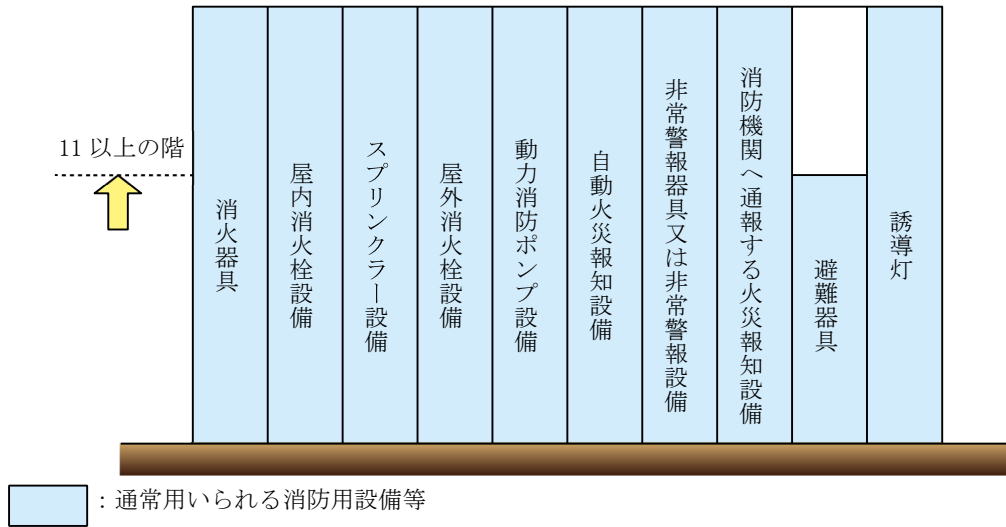 11 以上の階
消火器具
屋内消火栓設備
スプリンクラー設備
屋外消火栓設備
動力消防ポンプ設備
自動火災報知設備
非常警報器具又は非常警報設備
消防機関へ通報する火災報知設備
避難器具
誘導灯
：通常用いられる消防用設備等